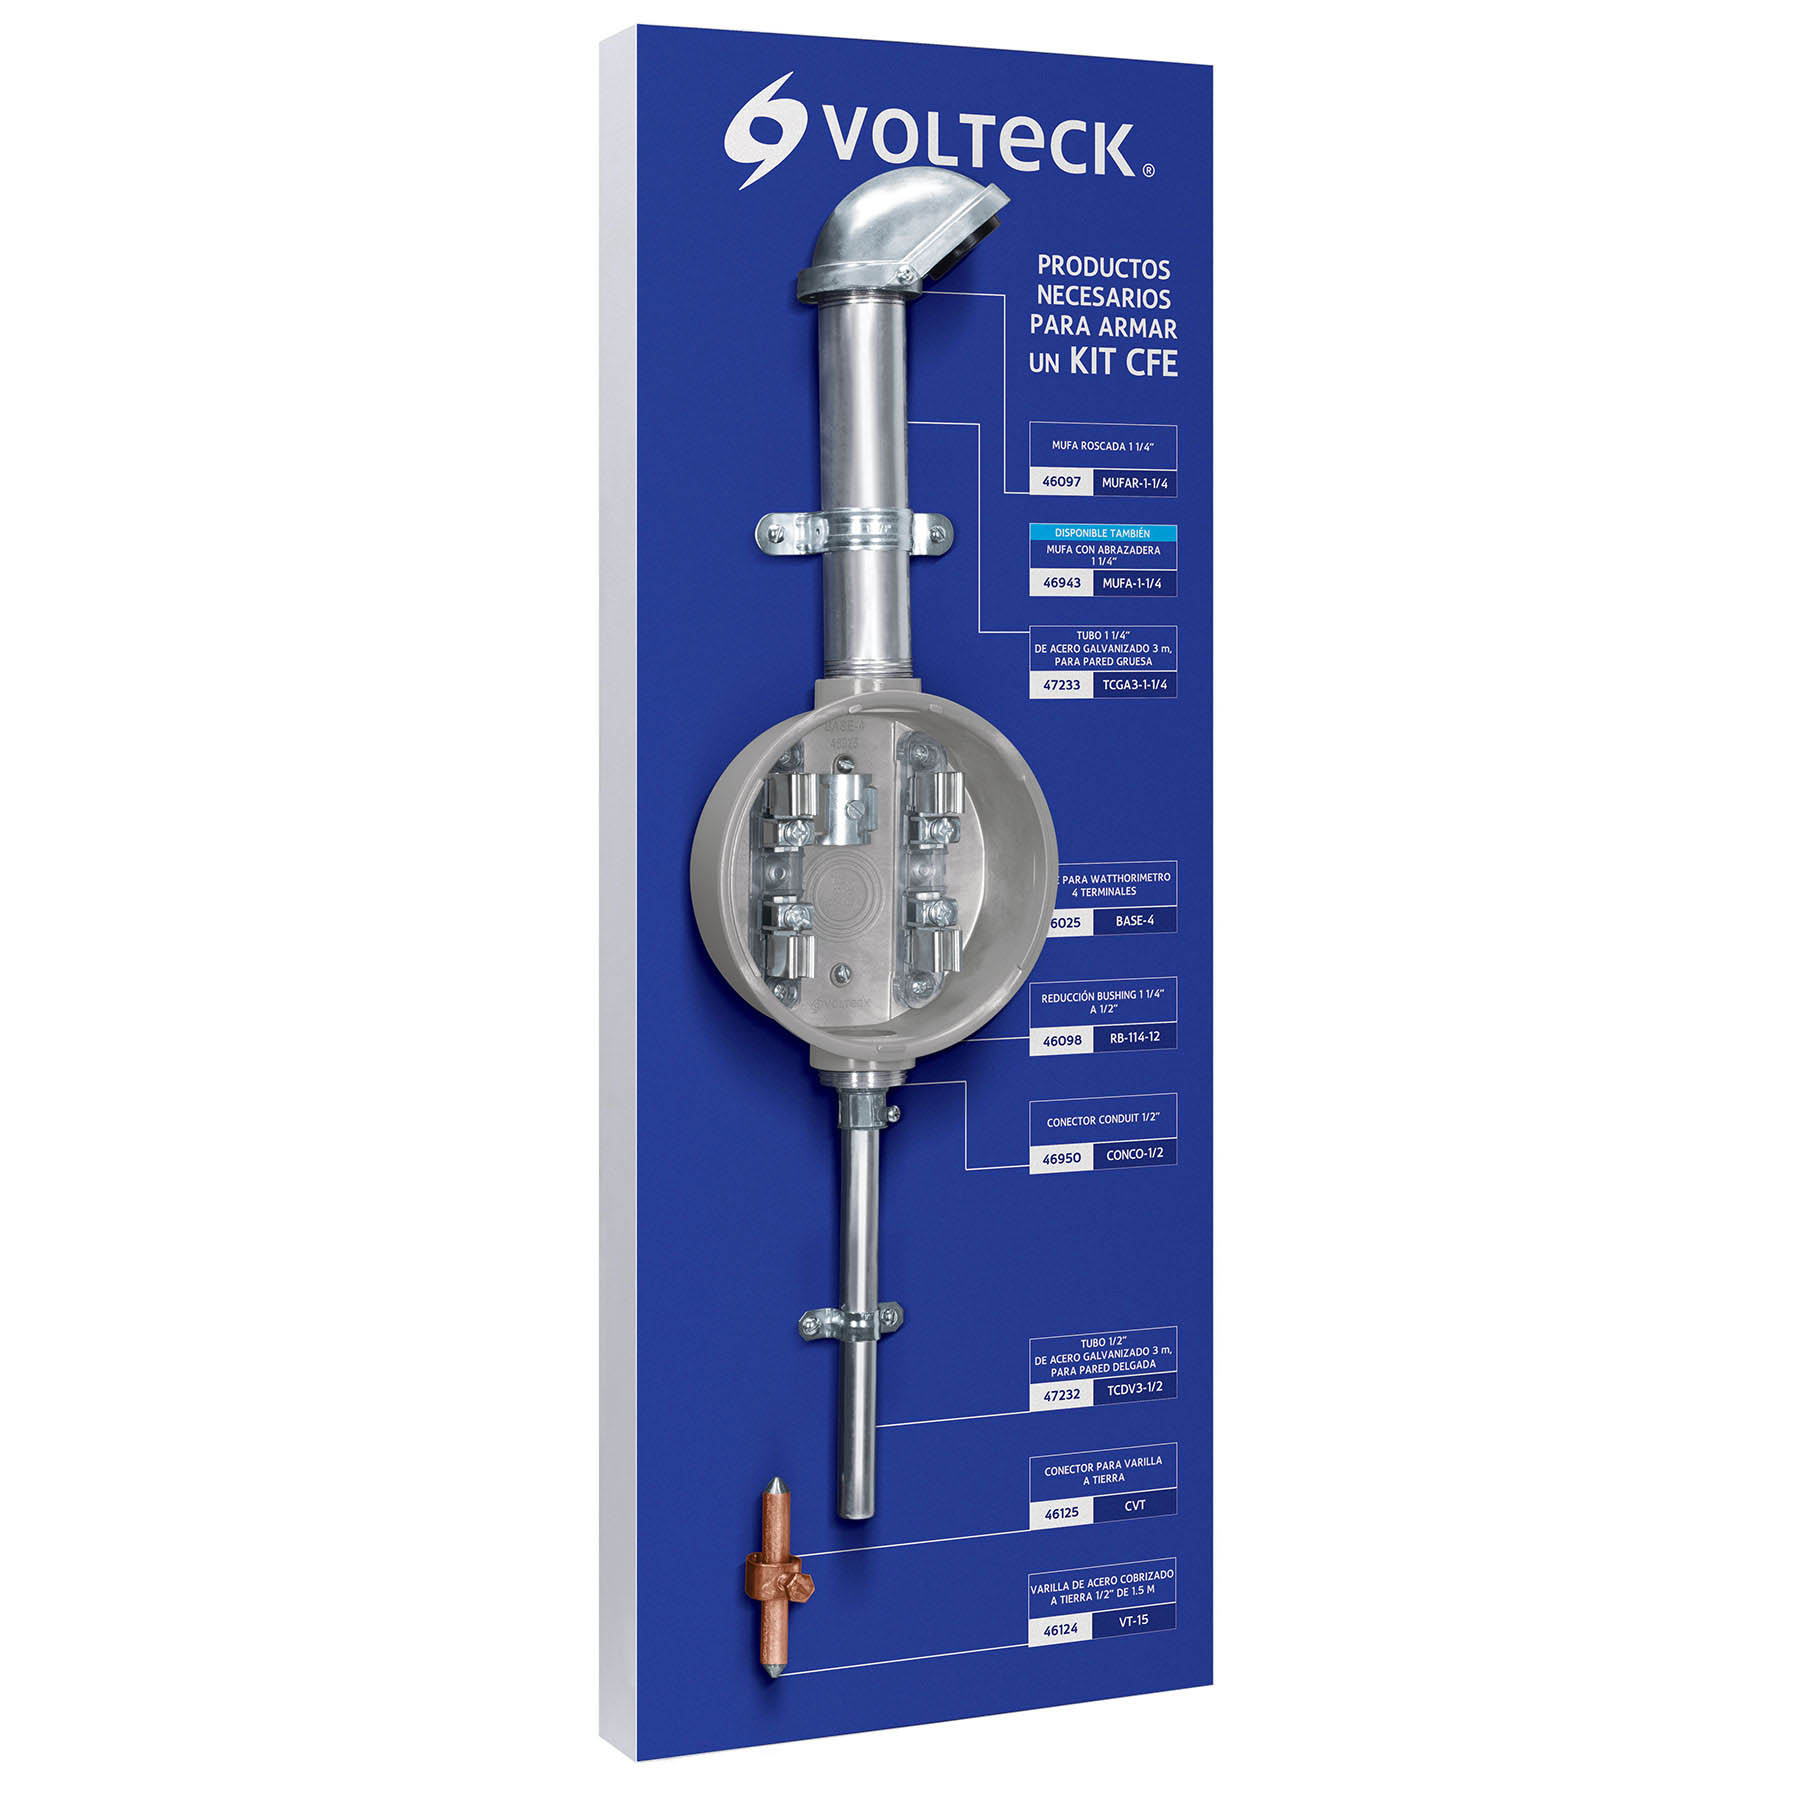 VOLTECK®
PRODUCTOS
NECESARIOS
PARA ARMAR
UN KIT CFE
MUFA ROSCADA 1 1/4"
46097 MUFAR-1-1/4
DISPONIBLE TAMBIÉN
MUFA CON ABRAZADERA
1 1/4"
46943 MUFA-1-1/4
TUBO 1 1/4"
DE ACERO GALVANIZADO 3 m,
PARA PARED GRUESA
47233 TCGA3-1-1/4
BASE-4
46025
VOLTECK
PARA WATTHORIMETRO
4 TERMINALES
6025 BASE-4
REDUCCIÓN BUSHING 1 1/4"
A 1/2"
46098 RB-114-12
CONECTOR CONDUIT 1/2"
46950 CONCO-1/2
TUBO 1/2"
DE ACERO GALVANIZADO 3 m,
PARA PARED DELGADA
47232 TCDV3-1/2
CONECTOR PARA VARILLA
A TIERRA
46125 CVT
VARILLA DE ACERO COBRIZADO
A TIERRA 1/2" DE 1.5 M
46124 VT-15